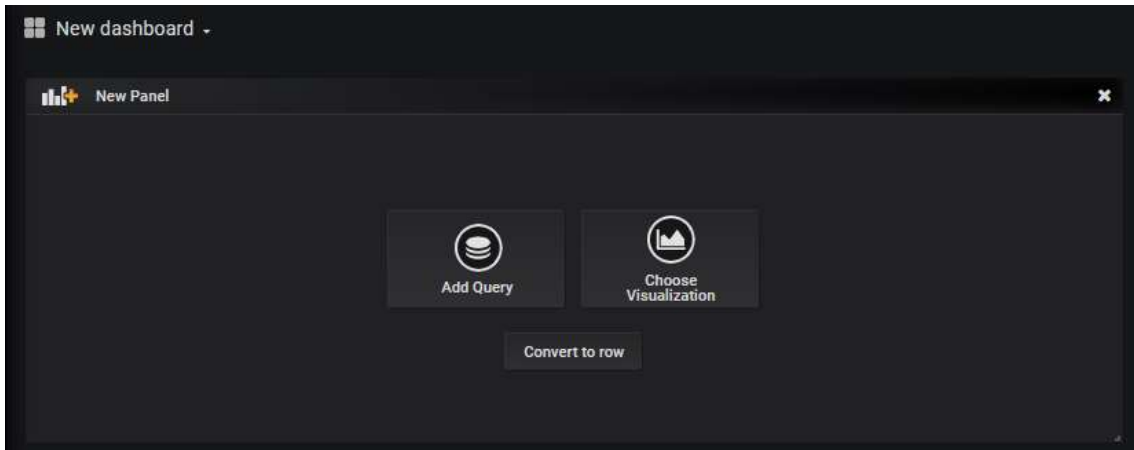 New dashboard
New Panel
Add Query
Choose
Visualization
Convert to row